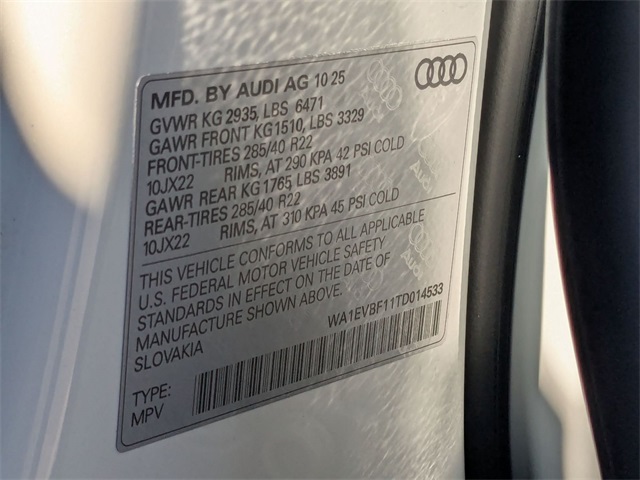 MFD. BY AUDI AG 10 25
GVWR KG 2935, LBS 6471
GAWR FRONT KG1510, LBS 3329
FRONT-TIRES 285/40 R22
10JX22 RIMS, AT 290 KPA 42 PSI COLD
GAWR REAR KG1765 LBS 3891
REAR-TIRES 285/40 R22
10JX22 RIMS, AT 310 KPA 45 PSI COLD
THIS VEHICLE CONFORMS TO ALL APPLICABLE
U.S. FEDERAL MOTOR VEHICLE SAFETY
STANDARDS IN EFFECT ON THE DATE OF
MANUFACTURE SHOWN ABOVE.
SLOVAKIA
WA1EVBF11TD014533
TYPE:
MPV
Audi
Audi